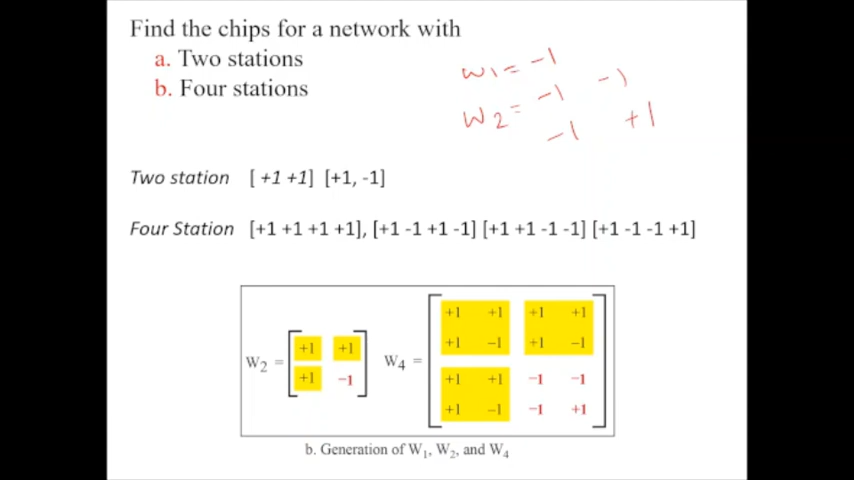 Find the chips for a network with
a. Two stations
b. Four stations
W1 = -1
W2 = -1 -1
-1 +1
Two station [ +1 +1] [+1, -1]
Four Station [+1 +1 +1 +1], [+1 -1 +1 -1] [+1 +1 -1 -1] [+1 -1 -1 +1]
+1 +1 +1 +1
+1 -1 +1 -1
W2 = +1 +1 W4 =
+1 -1
+1 +1 -1 -1
+1 -1 -1 +1
b. Generation of W1, W2, and W4